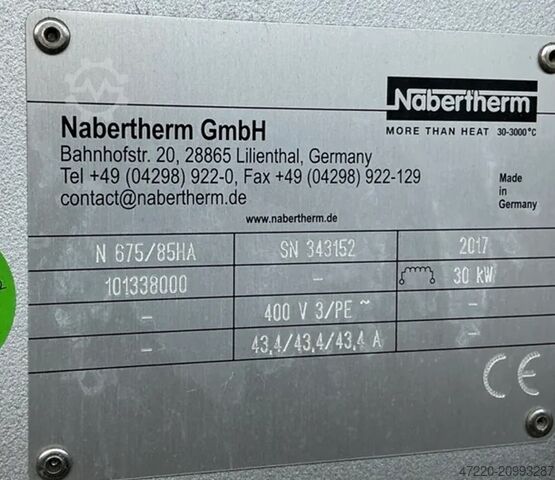 Nabertherm
MORE THAN HEAT 30-3000 °C
Nabertherm GmbH
Bahnhofstr. 20, 28865 Lilienthal, Germany
Tel +49 (04298) 922-0, Fax +49 (04298) 922-129
contact@nabertherm.de
Made
in
Germany
www.nabertherm.de
N 675/85HA SN 343152 2017
101338000 - 30 kW
- 400 V 3/PE ~ -
- 43,4/43,4/43,4 A -
CE
47220-20993287